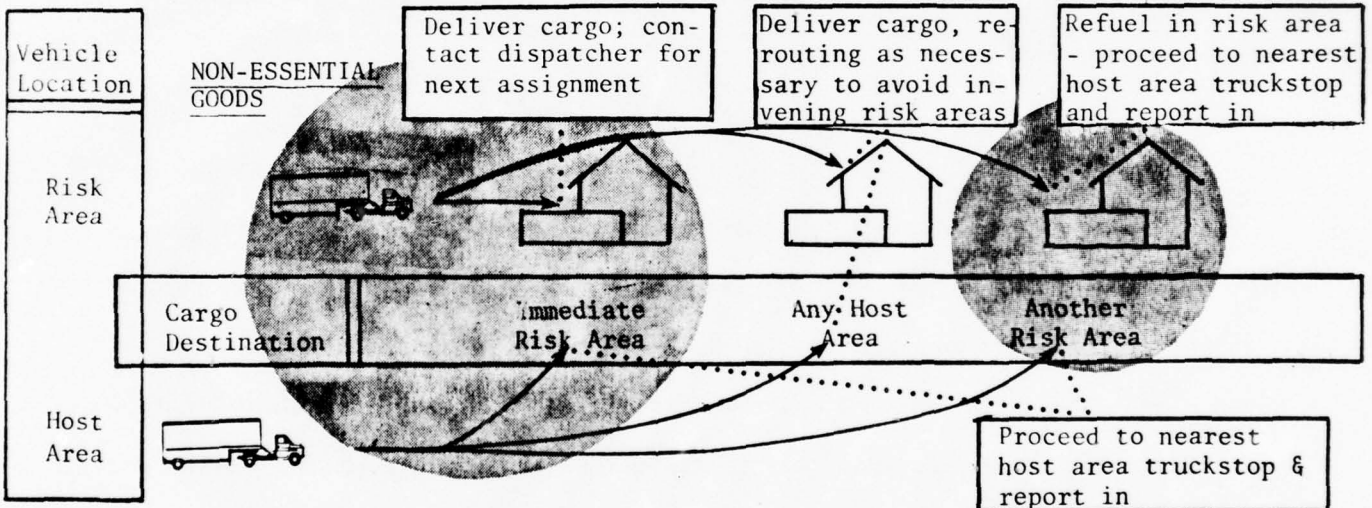 Vehicle
Location
NON-ESSENTIAL
GOODS
Deliver cargo; con-
tact dispatcher for
next assignment
Deliver cargo, re-
routing as neces-
sary to avoid in-
vening risk areas
Refuel in risk area
- proceed to nearest
host area truckstop
and report in
Risk
Area
Cargo
Destination
Immediate
Risk Area
Any Host
Area
Another
Risk Area
Host
Area
Proceed to nearest
host area truckstop &
report in